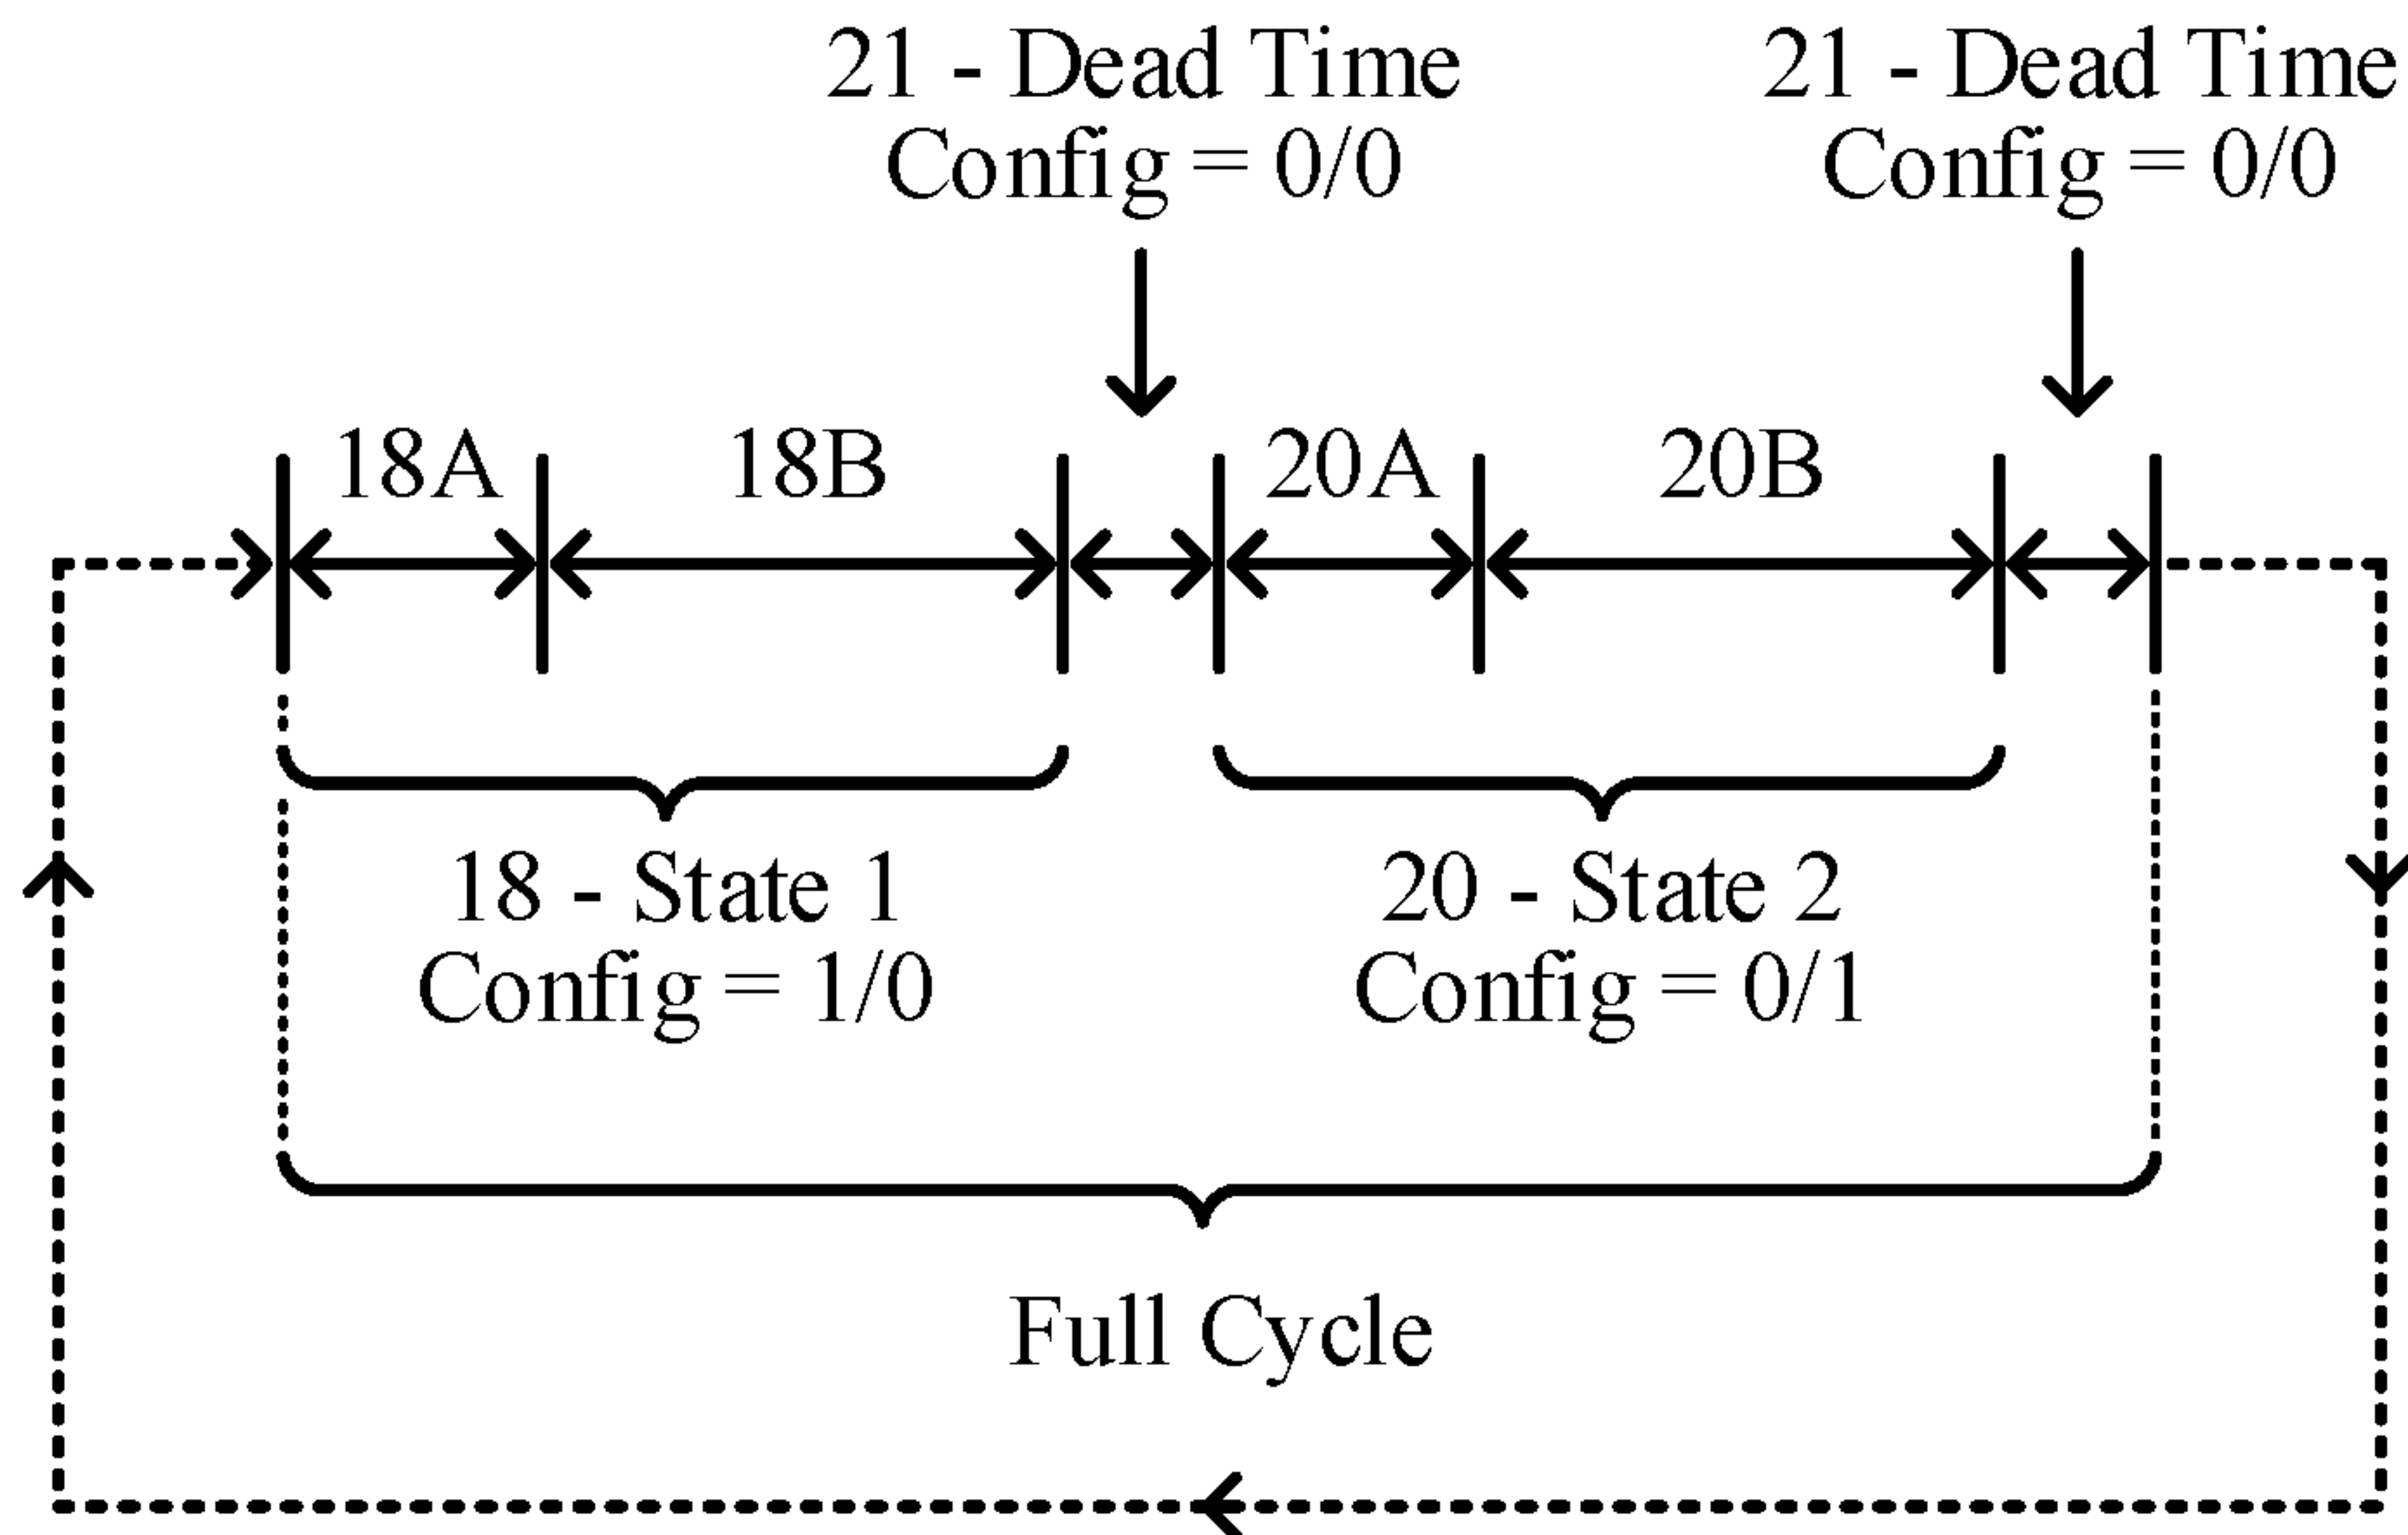 21 - Dead Time
Config = 0/0
21 - Dead Time
Config = 0/0
18A
18B
20A
20B
18 - State 1
Config = 1/0
20 - State 2
Config = 0/1
Full Cycle